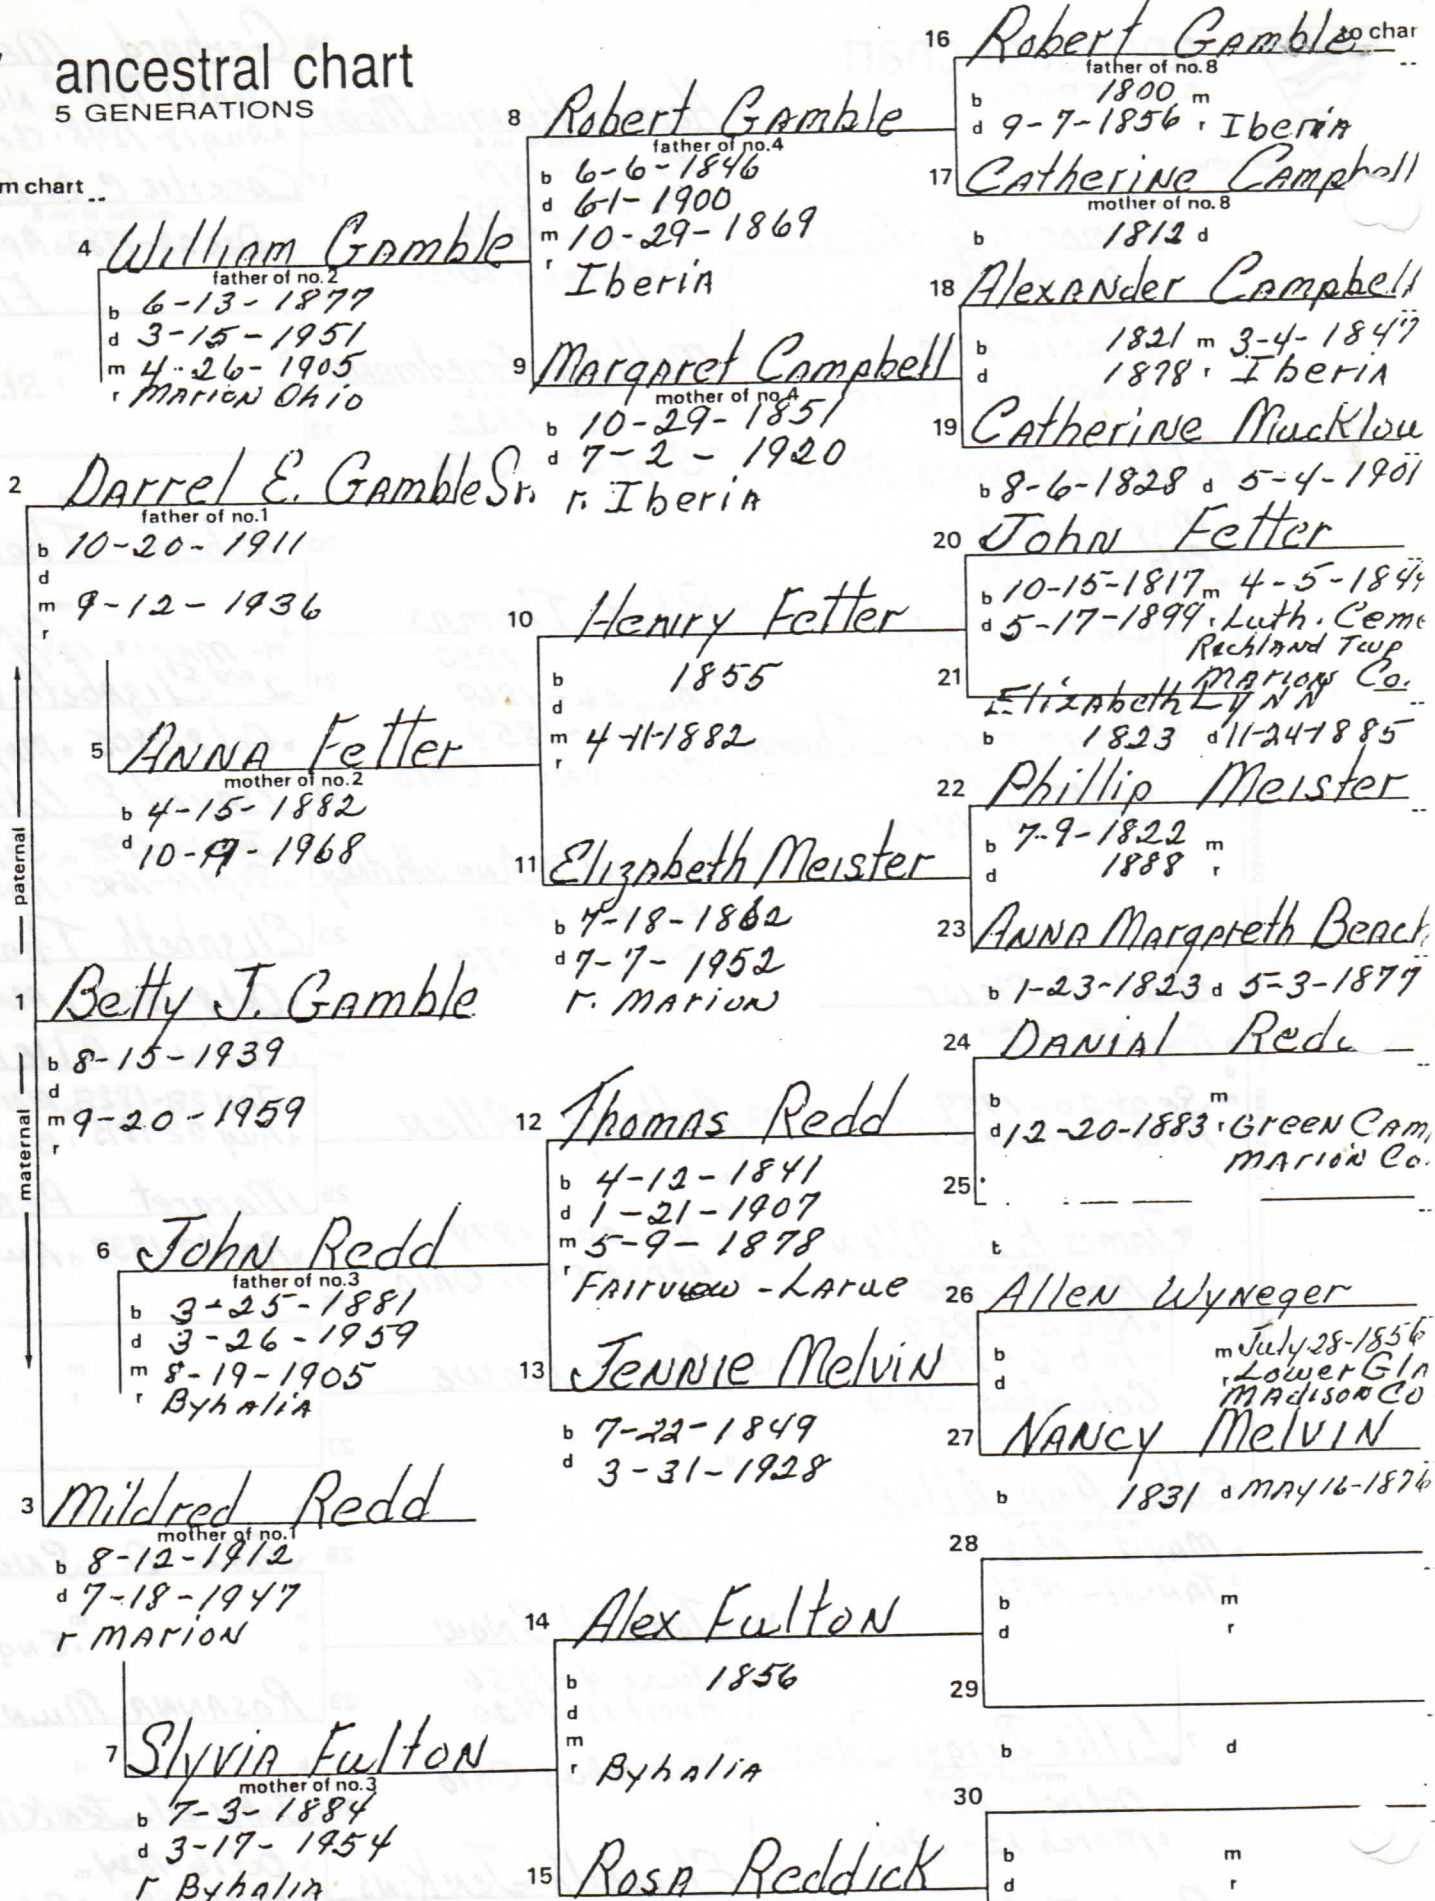 ancestral chart
5 GENERATIONS
m chart
1 Betty J. Gamble
b 8-15-1939
d
m 9-20-1959
r
paternal
maternal
2 Darrel E. Gamble Sr.
father of no.1
b 10-20-1911
d
m 9-12-1936
r
3 Mildred Redd
mother of no.1
b 8-12-1912
d 7-18-1947
r MARION
4 William Gamble
father of no.2
b 6-13-1877
d 3-15-1951
m 4-26-1905
r MARION Ohio
5 ANNA Fetter
mother of no.2
b 4-15-1882
d 10-19-1968
6 John Redd
father of no.3
b 3-25-1881
d 3-26-1959
m 8-19-1905
r Byhalia
7 Slyvia Fulton
mother of no.3
b 7-3-1884
d 3-17-1954
r Byhalia
8 Robert Gamble
father of no.4
b 6-6-1846
d 6-1-1900
m 10-29-1869
r Iberia
9 Margaret Campbell
mother of no.4
b 10-29-1851
d 7-2-1920
r. Iberia
10 Henry Fetter
b 1855
d
m 4-11-1882
r
11 Elizabeth Meister
b 7-18-1862
d 7-7-1952
r. MARION
12 Thomas Redd
b 4-12-1841
d 1-21-1907
m 5-9-1878
r Fairview - Larue
13 Jennie Melvin
b 7-22-1849
d 3-31-1928
14 Alex Fulton
b 1856
d
m
r Byhalia
15 Rosa Reddick
16 Robert Gamble to char
father of no.8
b 1800 m
d 9-7-1856 r Iberia
17 Catherine Campbell
mother of no.8
b 1812 d
18 Alexander Campbell
b 1821 m 3-4-1847
d 1878 r Iberia
19 Catherine Mucklou
b 8-6-1828 d 5-4-1901
20 John Fetter
b 10-15-1817 m 4-5-184
d 5-17-1899 r Luth. Ceme
Richland Twp
MARION Co.
21 Elizabeth LYNN
b 1823 d 11-24-1885
22 Phillip Meister
b 7-9-1822 m
d 1888 r
23 ANNA Margareth Beach
b 1-23-1823 d 5-3-1877
24 DANIAL Red
b m
d 12-20-1883 r Green Cam
MARION Co.
25
26 Allen Wyneger
b m July 28-1856
d r Lower Gla
MADISON CO
27 NANCY MelVIN
b 1831 d MAY 16-1876
28
b m
d r
29
b d
30
b m
d r